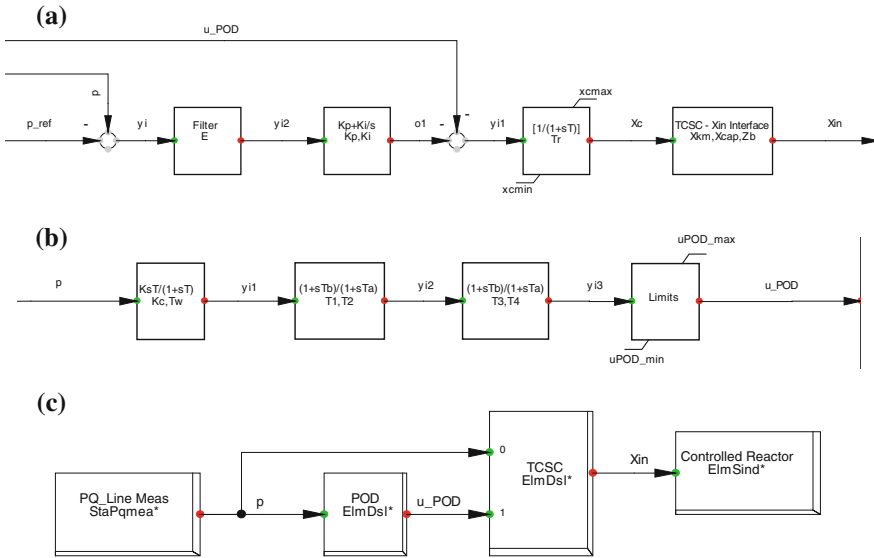 (a)
u_POD
p
p_ref
-
yi
Filter
E
yi2
Kp+Ki/s
Kp,Ki
o1
-
-
yi1
xcmax
[1/(1+sT)]
Tr
xcmin
Xc
TCSC - Xin Interface
Xkm,Xcap,Zb
Xin
(b)
p
KsT/(1+sT)
Kc,Tw
yi1
(1+sTb)/(1+sTa)
T1,T2
yi2
(1+sTb)/(1+sTa)
T3,T4
yi3
uPOD_max
Limits
uPOD_min
u_POD
(c)
PQ_Line Meas
StaPqmea*
p
POD
ElmDsl*
u_POD
0
1
TCSC
ElmDsl*
Xin
Controlled Reactor
ElmSind*